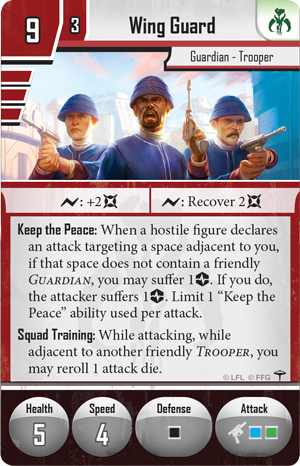 9
3
Wing Guard
Guardian - Trooper
: +2
: Recover 2
Keep the Peace: When a hostile figure declares
an attack targeting a space adjacent to you,
if that space does not contain a friendly
GUARDIAN, you may suffer 1. If you do,
the attacker suffers 1. Limit 1 “Keep the
Peace” ability used per attack.
Squad Training: While attacking, while
adjacent to another friendly TROOPER, you
may reroll 1 attack die.
© LFL © FFG
Health
Speed
Defense
Attack
5
4